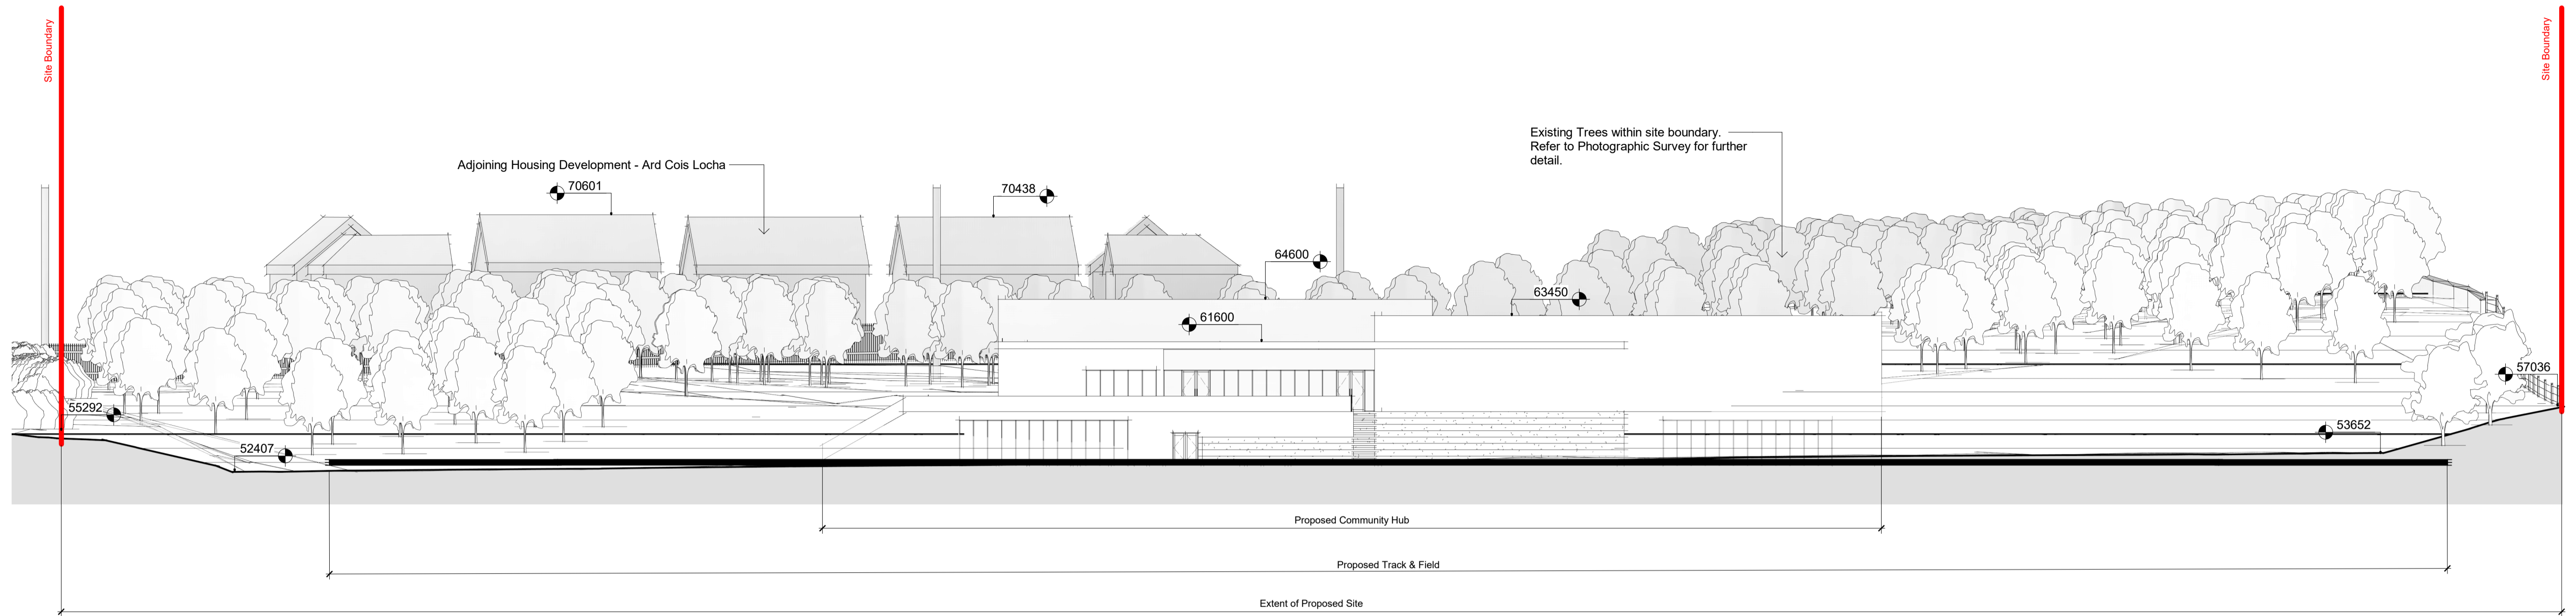 Site Boundary
Site Boundary
Existing Trees within site boundary.
Refer to Photographic Survey for further
detail.
Adjoining Housing Development - Ard Cois Locha
70601
70438
64600
63450
61600
57036
55292
53652
52407
Proposed Community Hub
Proposed Track & Field
Extent of Proposed Site